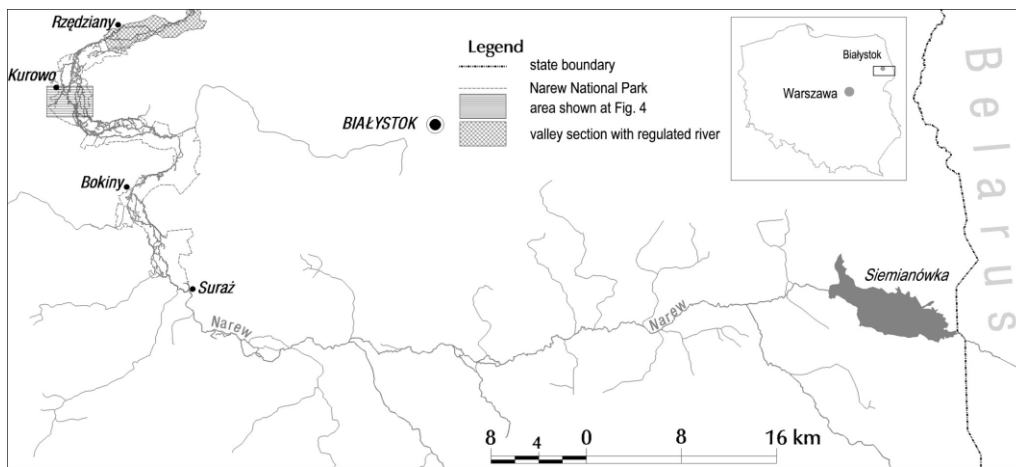 Rzędziany
Kurowo
BIAŁYSTOK
Bokiny
Suraż
Narew
Narew
Siemianówka
Legend
state boundary
Narew National Park
area shown at Fig. 4
valley section with regulated river
Białystok
Warszawa
Belarus
8 4 0 8 16 km